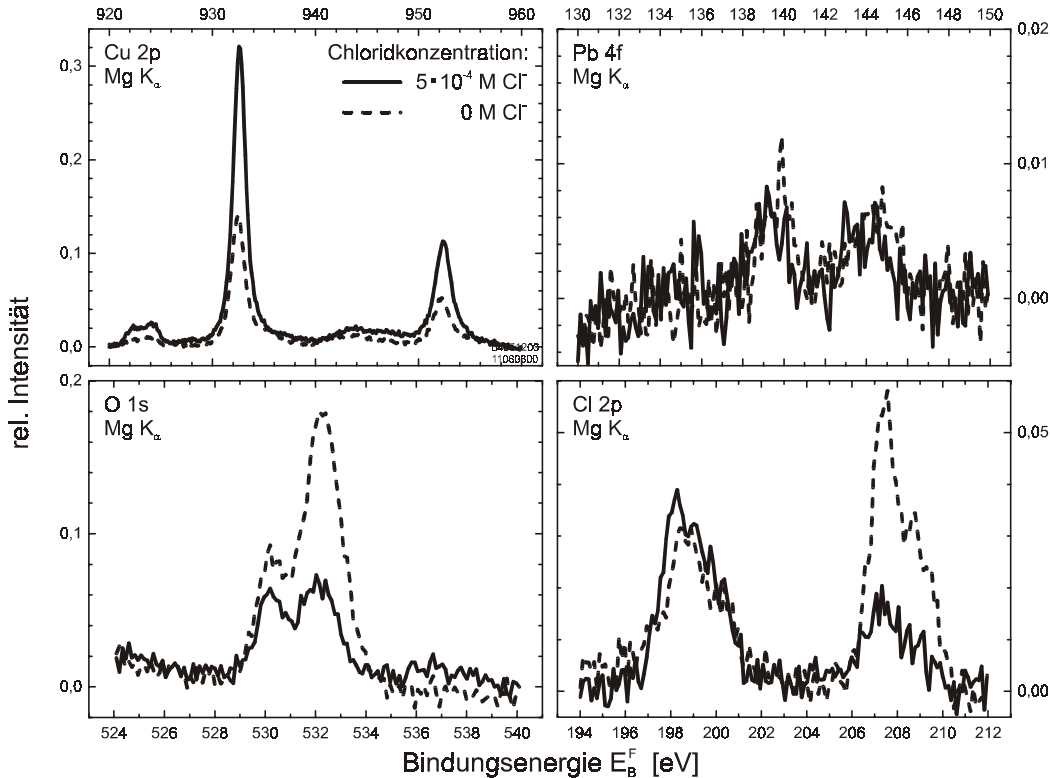 920 930 940 950 960
130 132 134 136 138 140 142 144 146 148 150
Cu 2p
Mg Kα
Chloridkonzentration:
5▪10⁻⁴ M Cl⁻
0 M Cl⁻
0,3
0,2
0,1
0,0
11080800
Pb 4f
Mg Kα
0,02
0,01
0,00
rel. Intensität
O 1s
Mg Kα
0,2
0,1
0,0
524 526 528 530 532 534 536 538 540
Cl 2p
Mg Kα
0,05
0,00
194 196 198 200 202 204 206 208 210 212
Bindungsenergie E_B^F [eV]